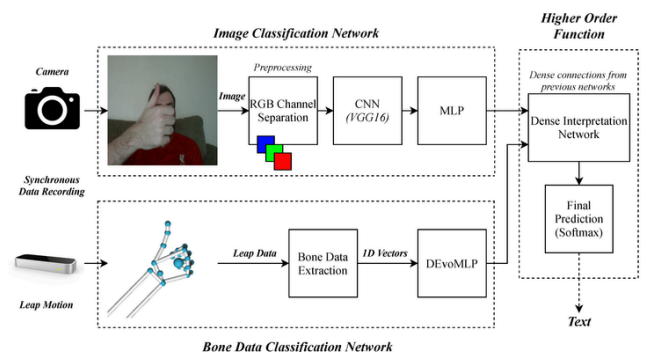 Image Classification Network
Higher Order
Function
Camera
Image
Preprocessing
RGB Channel
Separation
CNN
(VGG16)
MLP
Dense connections from
previous networks
Dense Interpretation
Network
Final
Prediction
(Softmax)
Text
Synchronous
Data Recording
Leap Motion
Leap Data
Bone Data
Extraction
1D Vectors
DEvoMLP
Bone Data Classification Network